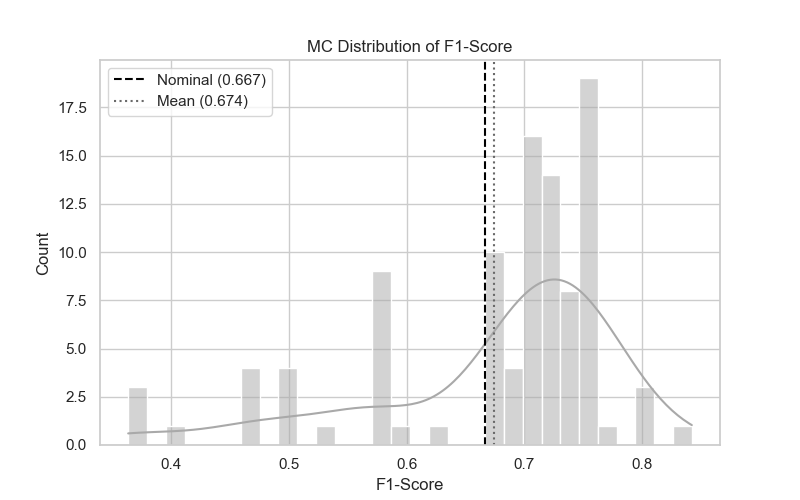 MC Distribution of F1-Score
Nominal (0.667)
Mean (0.674)
17.5
15.0
12.5
10.0
7.5
5.0
2.5
0.0
Count
0.4 0.5 0.6 0.7 0.8
F1-Score